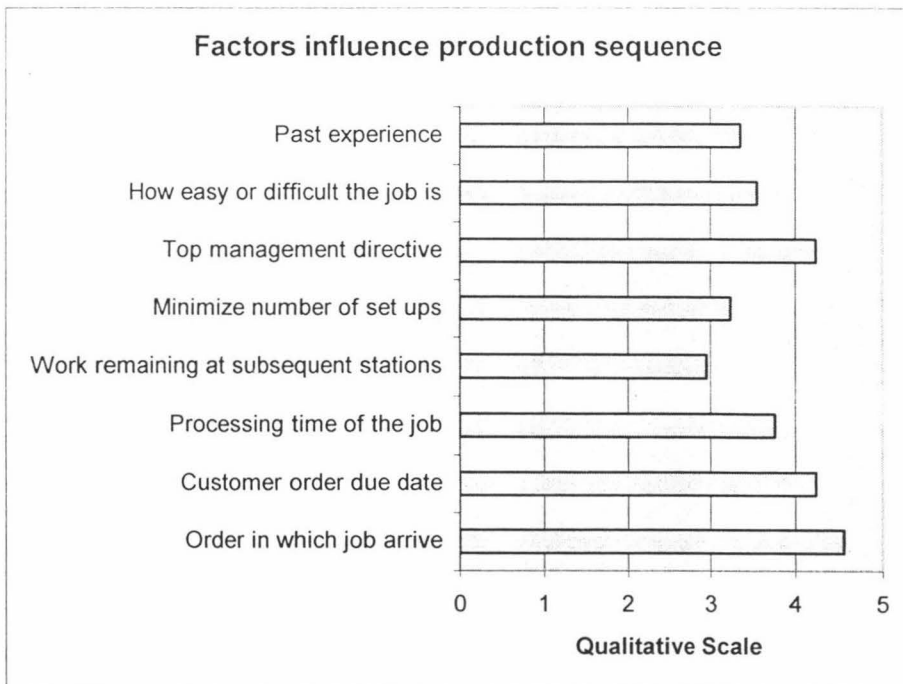 Factors influence production sequence
Past experience
How easy or difficult the job is
Top management directive
Minimize number of set ups
Work remaining at subsequent stations
Processing time of the job
Customer order due date
Order in which job arrive
0 1 2 3 4 5
Qualitative Scale